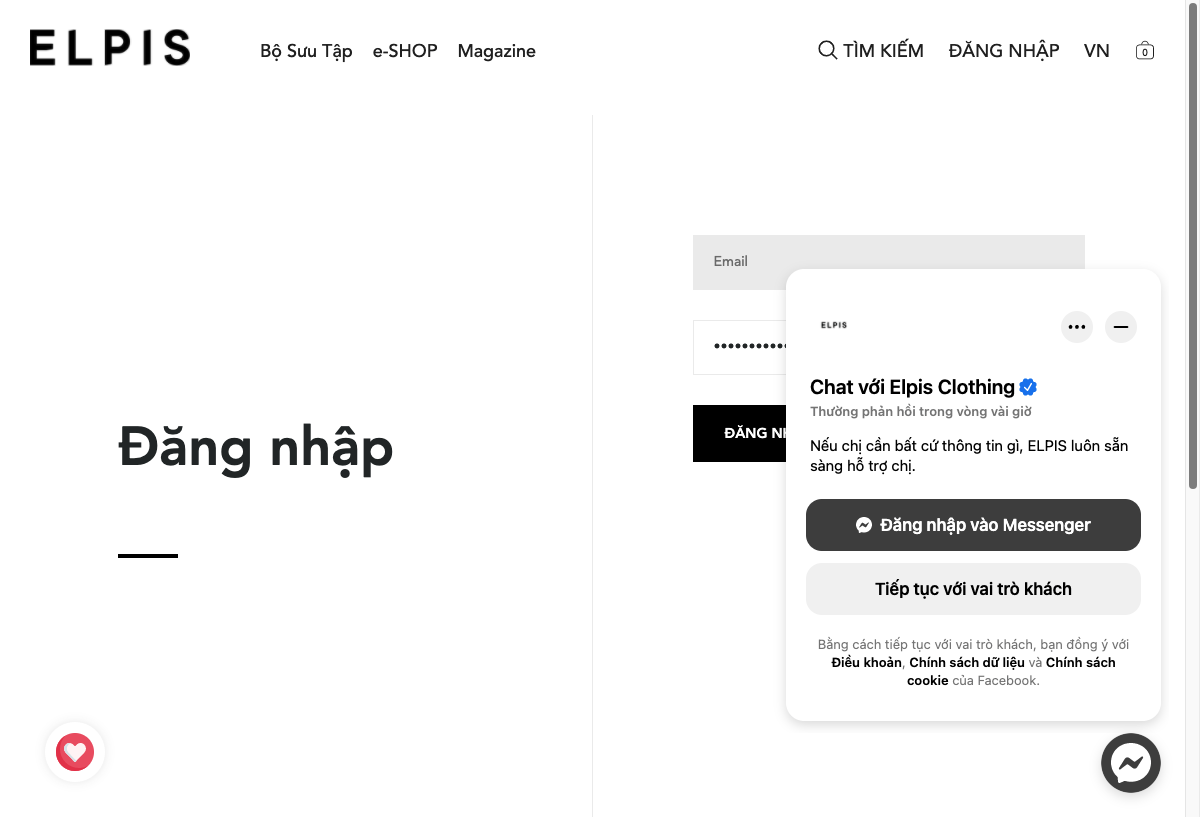 ELPIS
Bộ Sưu Tập e-SHOP Magazine
TÌM KIẾM ĐĂNG NHẬP VN 0
Đăng nhập
Email
ELPIS
Chat với Elpis Clothing
Thường phản hồi trong vòng vài giờ
Nếu chị cần bất cứ thông tin gì, ELPIS luôn sẵn
sàng hỗ trợ chị.
ĐĂNG
Đăng nhập vào Messenger
Tiếp tục với vai trò khách
Bằng cách tiếp tục với vai trò khách, bạn đồng ý với
Điều khoản, Chính sách dữ liệu và Chính sách
cookie của Facebook.